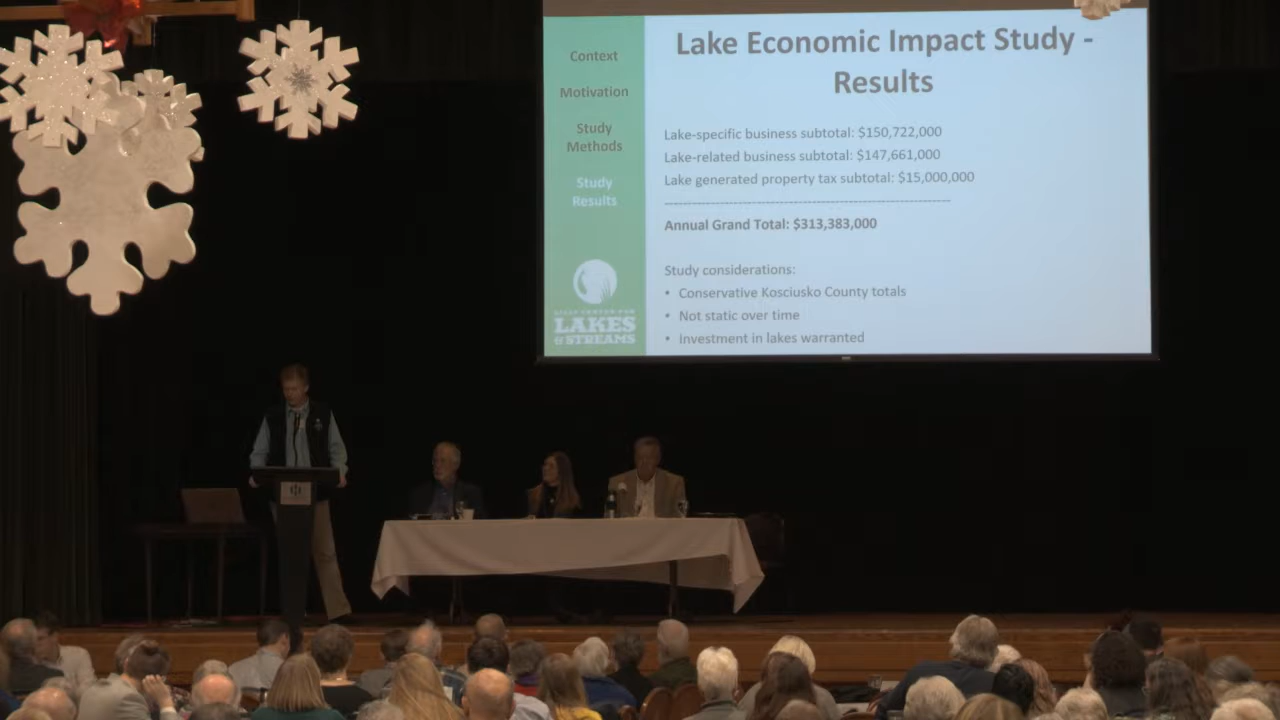 Context
Motivation
Study
Methods
Study
Results
LAKES
& STREAMS
Lake Economic Impact Study -
Results
Lake-specific business subtotal: $150,722,000
Lake-related business subtotal: $147,661,000
Lake generated property tax subtotal: $15,000,000
Annual Grand Total: $313,383,000
Study considerations:
• Conservative Kosciusko County totals
• Not static over time
• Investment in lakes warranted